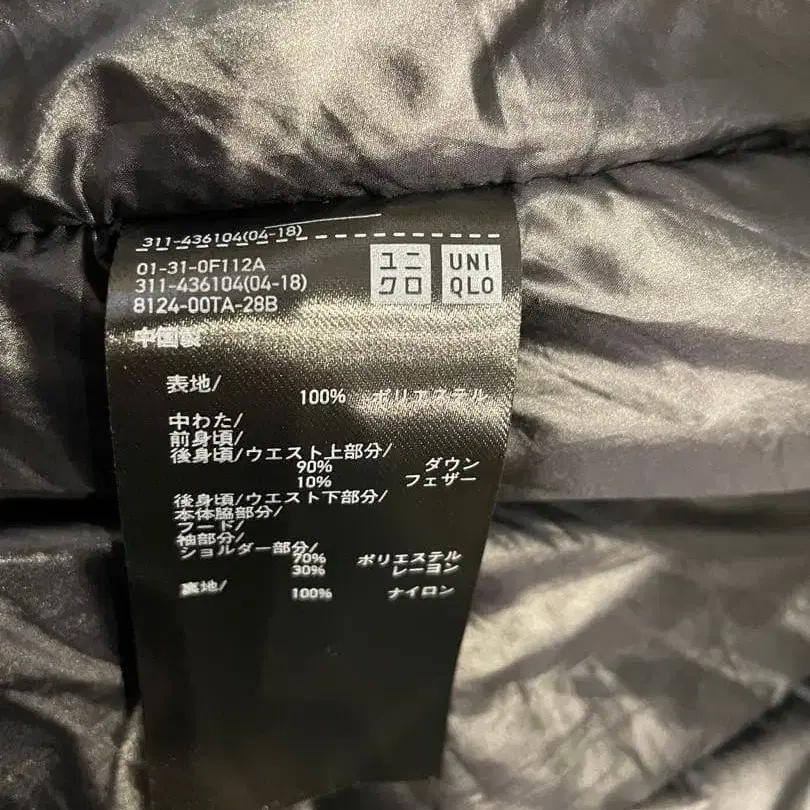 311-436104(04-18)
01-31-0F112A
311-436104(04-18)
8124-00TA-28B
ユニ
クロ
UNI
QLO
中国製
表地/
100% ポリエステル
中わた/
前身頃/
後身頃/ウエスト上部分/
90% ダウン
10% フェザー
後身頃/ウエスト下部分/
本体脇部分/
フード/
袖部分/
ショルダー部分/
70% ポリエステル
30% レーヨン
裏地/
100% ナイロン